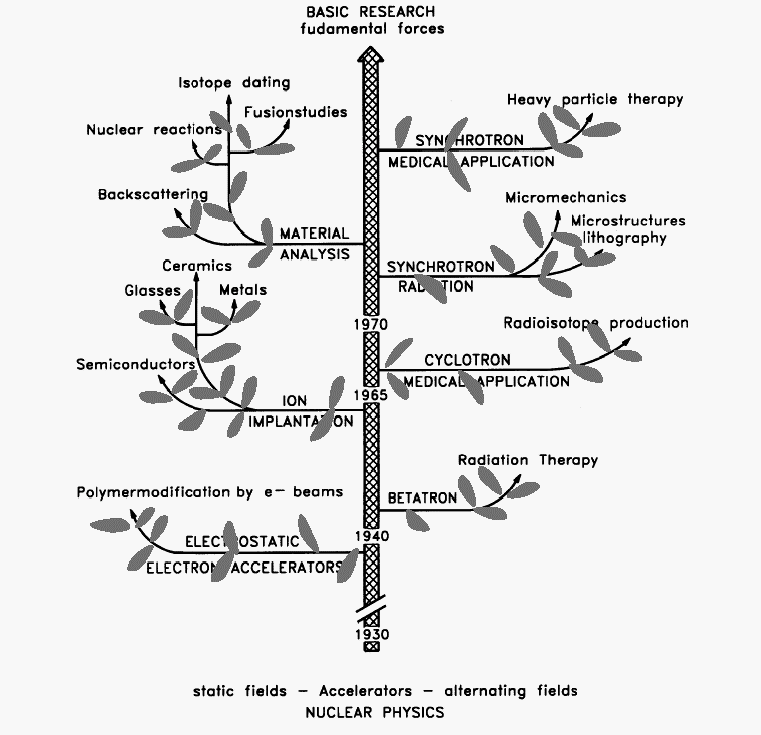 BASIC RESEARCH
fudamental forces
Isotope dating
Fusionstudies
Nuclear reactions
Backscattering
MATERIAL
ANALYSIS
Heavy particle therapy
SYNCHROTRON
MEDICAL APPLICATION
Micromechanics
Microstructures
lithography
SYNCHROTRON
RADIATION
Ceramics
Glasses
Metals
Semiconductors
ION
IMPLANTATION
1970
Radioisotope production
CYCLOTRON
MEDICAL APPLICATION
1965
Radiation Therapy
BETATRON
Polymermodification by e- beams
ELECTROSTATIC
ELECTRON ACCELERATORS
1940
1930
static fields - Accelerators - alternating fields
NUCLEAR PHYSICS